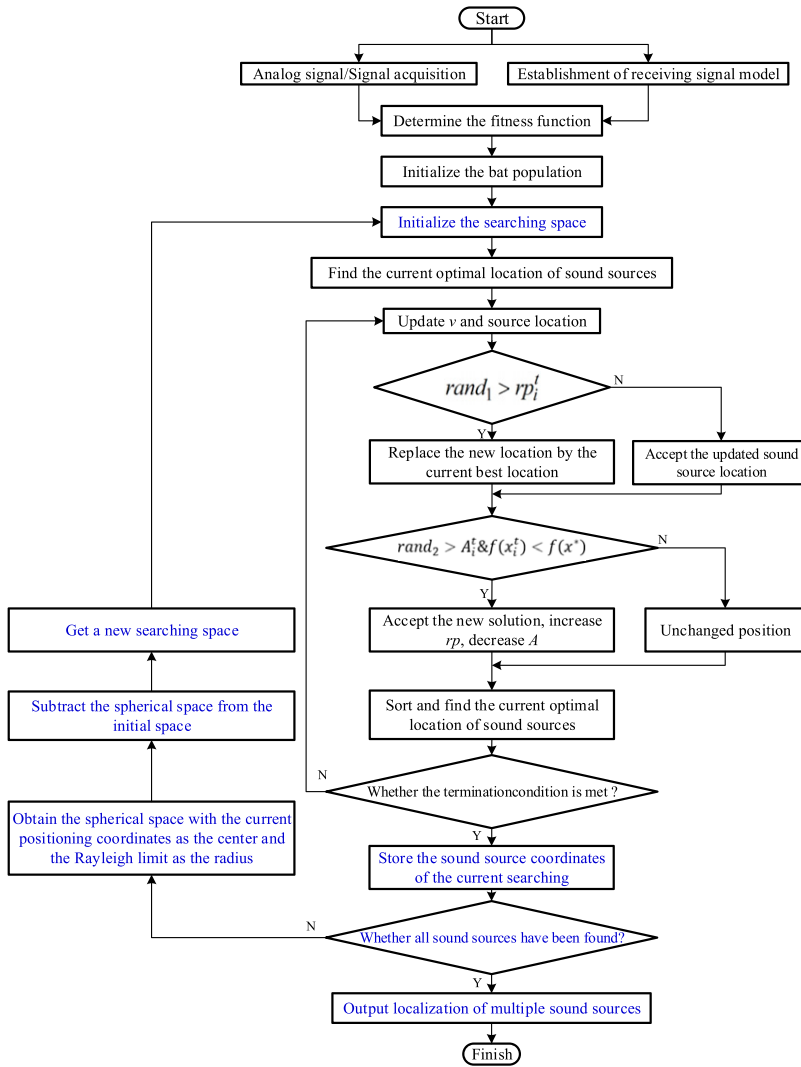 Start
Analog signal/Signal acquisition
Establishment of receiving signal model
Determine the fitness function
Initialize the bat population
Initialize the searching space
Find the current optimal location of sound sources
Update v and source location
rand₁ > rpᵢᵗ
N
Y
Replace the new location by the
current best location
Accept the updated sound
source location
rand₂ > Aᵢᵗ&f(xᵢᵗ) < f(x*)
N
Y
Accept the new solution, increase
rp, decrease A
Unchanged position
Get a new searching space
Sort and find the current optimal
location of sound sources
Subtract the spherical space from the
initial space
N
Whether the terminationcondition is met ?
Y
Obtain the spherical space with the current
positioning coordinates as the center and
the Rayleigh limit as the radius
Store the sound source coordinates
of the current searching
N
Whether all sound sources have been found?
Y
Output localization of multiple sound sources
Finish